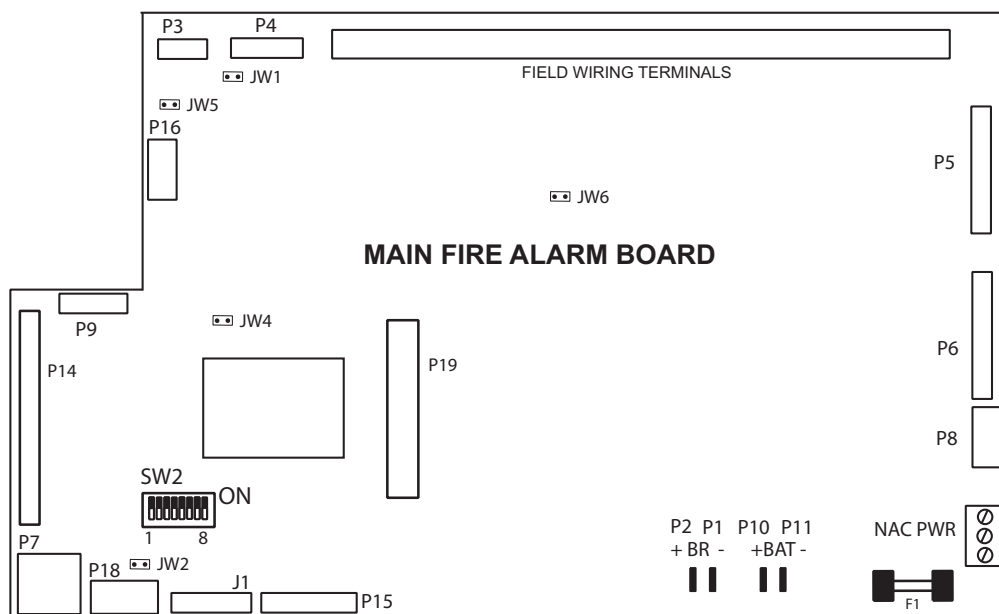 P3
P4
JW1
FIELD WIRING TERMINALS
JW5
P16
P5
JW6
MAIN FIRE ALARM BOARD
P9
JW4
P14
P19
P6
P8
SW2
ON
1 8
P7
JW2
P18
J1
P15
P2 P1 P10 P11
+ BR - +BAT -
NAC PWR
F1